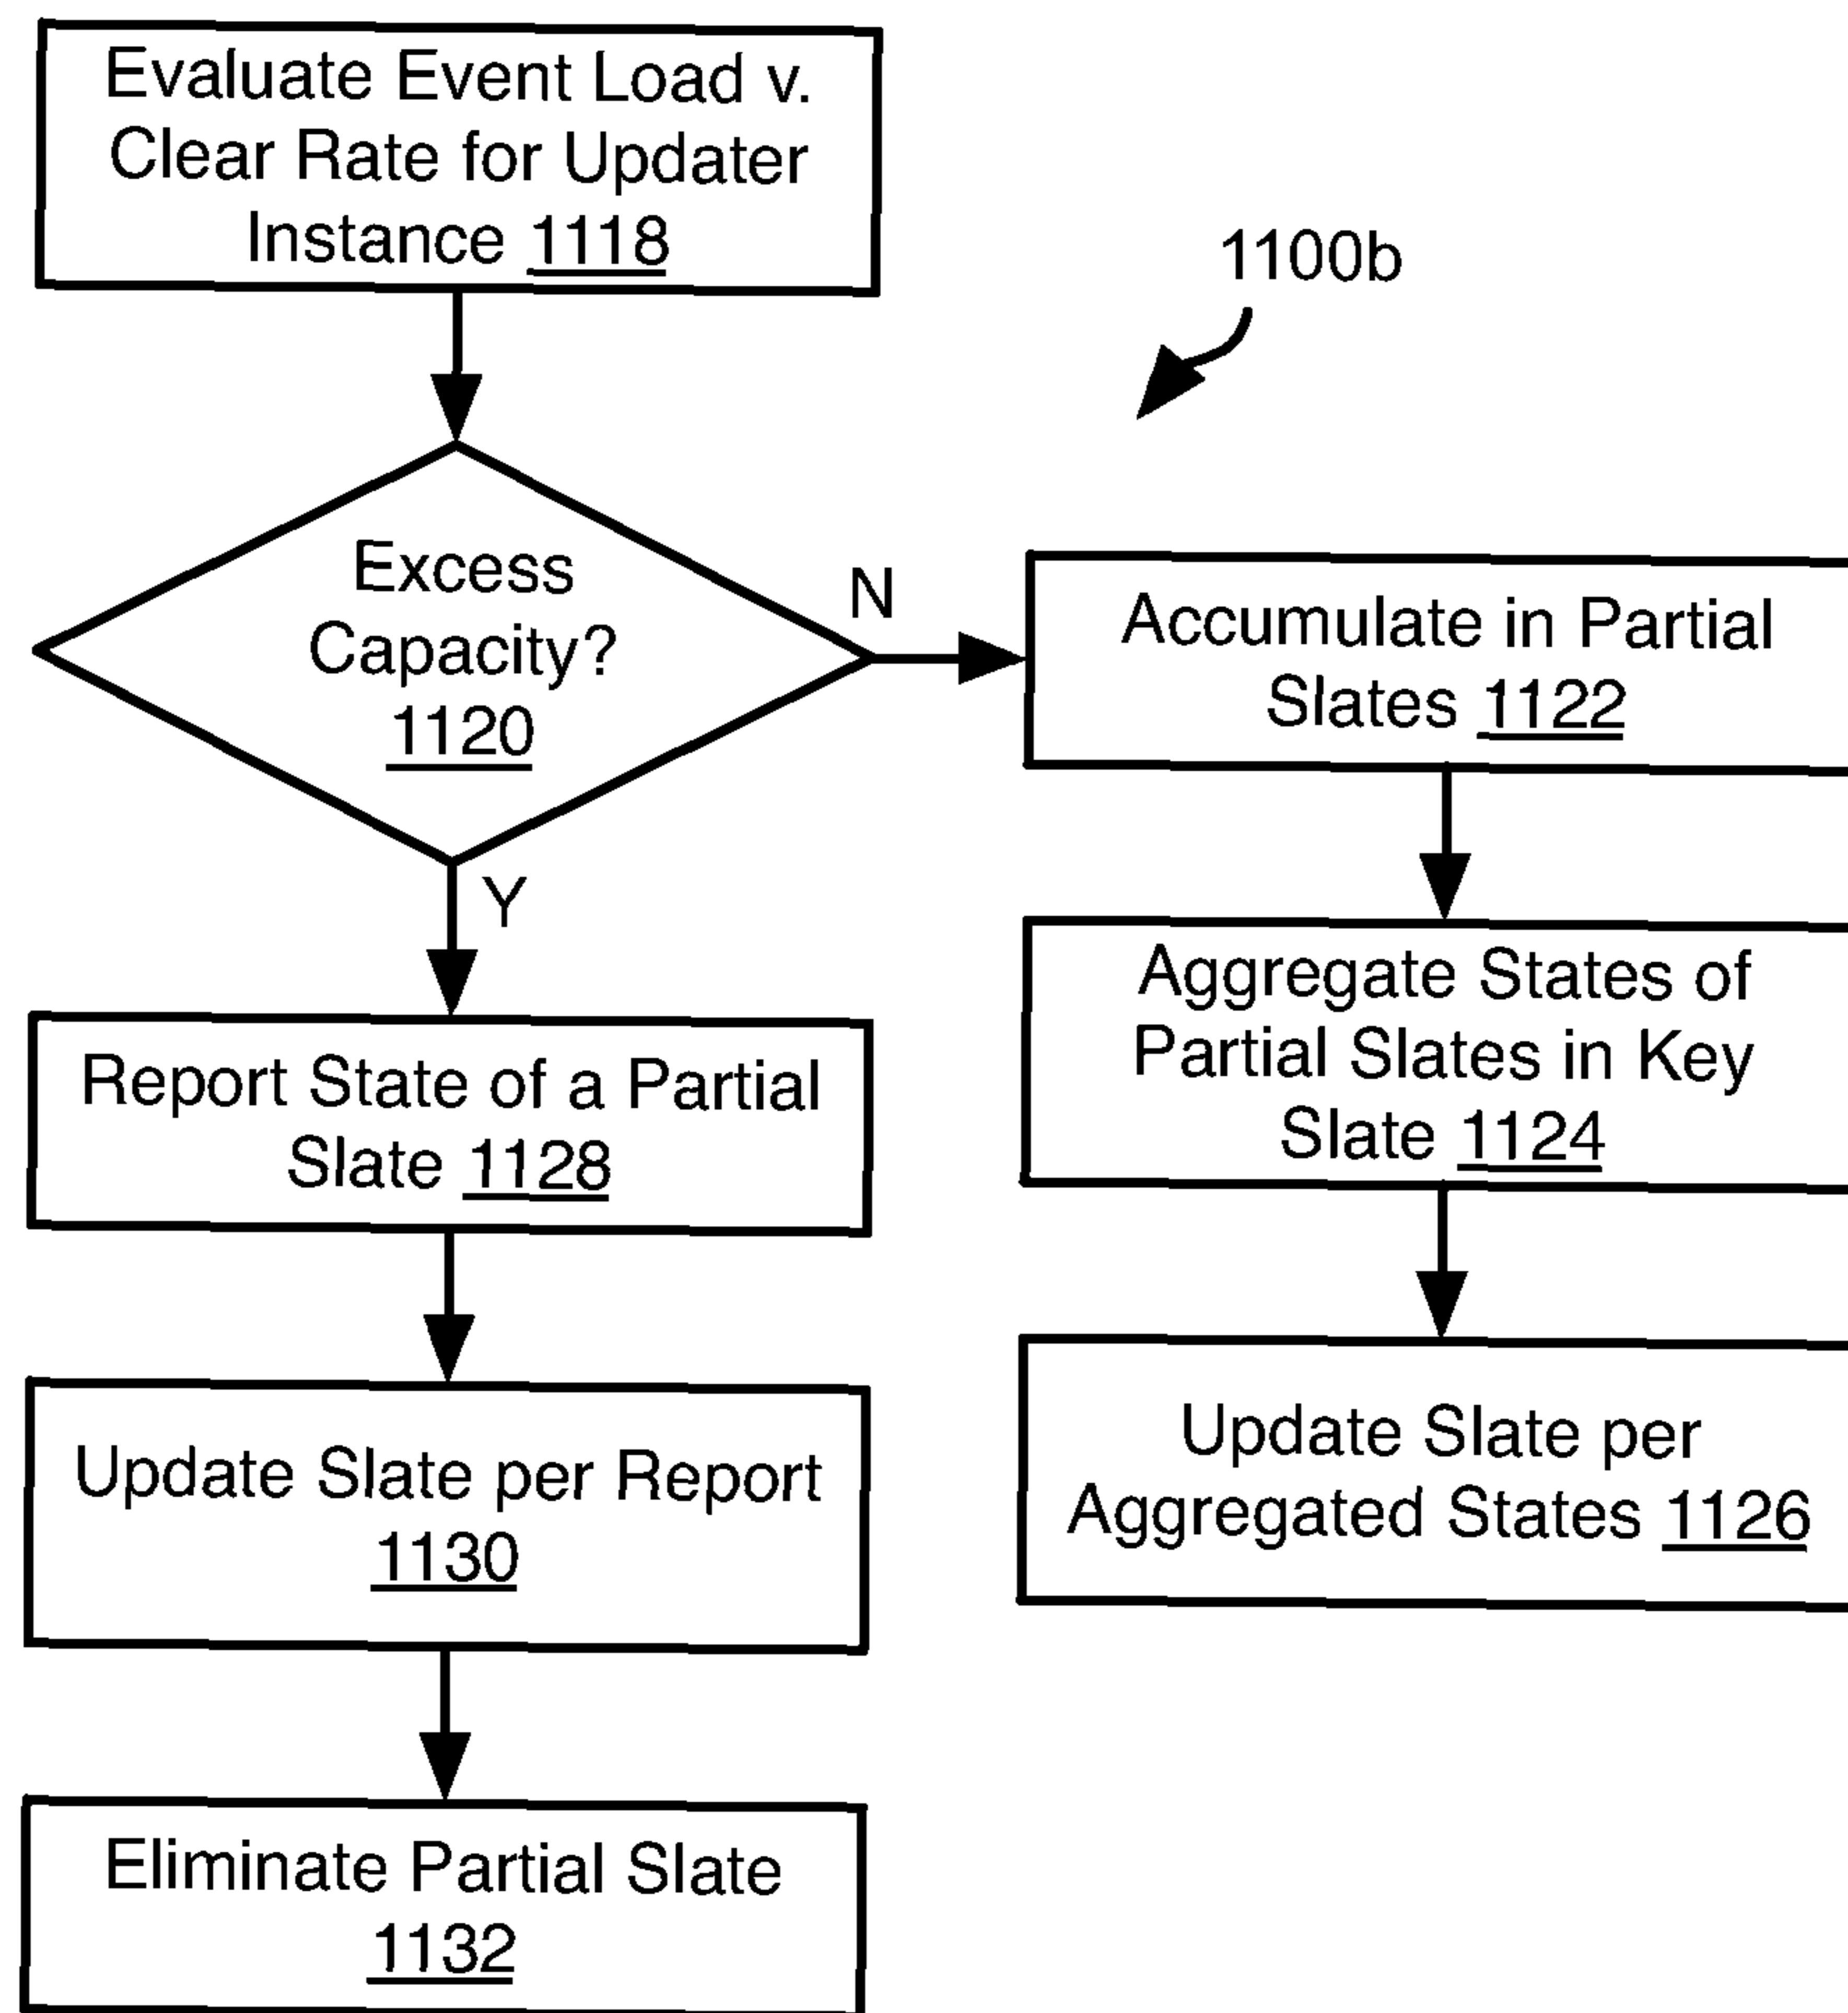 Evaluate Event Load v.
Clear Rate for Updater
Instance 1118
1100b
Excess
Capacity?
1120
N
Y
Accumulate in Partial
Slates 1122
Aggregate States of
Partial Slates in Key
Slate 1124
Update Slate per
Aggregated States 1126
Report State of a Partial
Slate 1128
Update Slate per Report
1130
Eliminate Partial Slate
1132